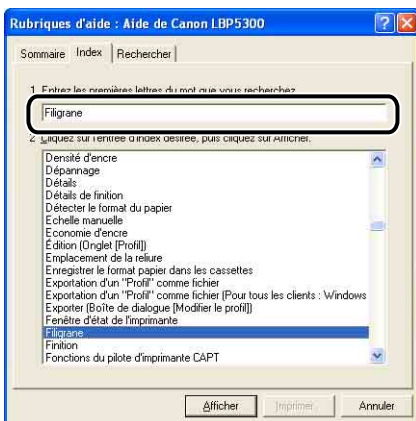 Rubriques d'aide : Aide de Canon LBP5300
Sommaire Index Rechercher
1 Entrez les premières lettres du mot que vous recherchez
Filigrane
2 Cliquez sur l'entrée d'index désirée, puis cliquez sur Afficher.
Densité d'encre
Dépannage
Détails
Détails de finition
Détecter le format du papier
Echelle manuelle
Economie d'encre
Édition (Onglet [Profil])
Emplacement de la reliure
Enregistrer le format papier dans les cassettes
Exportation d'un "Profil" comme fichier
Exportation d'un "Profil" comme fichier (Pour tous les clients : Windows
Exporter (Boîte de dialogue [Modifier le profil])
Fenêtre d'état de l'imprimante
Filigrane
Finition
Fonctions du pilote d'imprimante CAPT
Afficher Imprimer... Annuler